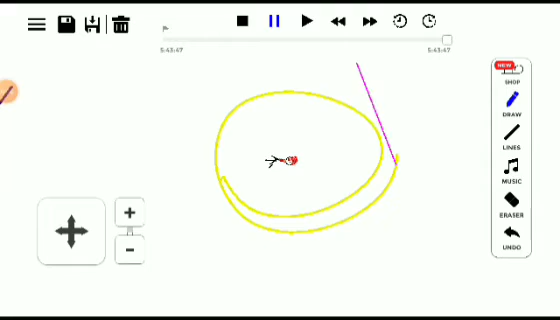 5:43:47
5:43:47
NEW
SHOP
DRAW
LINES
MUSIC
ERASER
UNDO